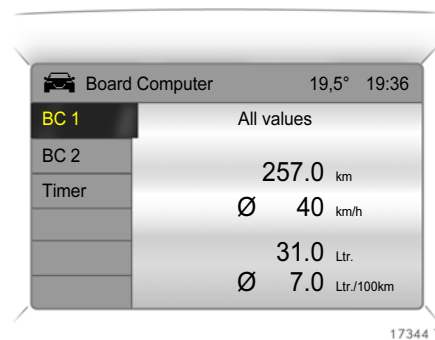 Board Computer 19,5° 19:36
BC 1
All values
BC 2
257.0 km
Timer
Ø 40 km/h
31.0 Ltr.
Ø 7.0 Ltr./100km
17344